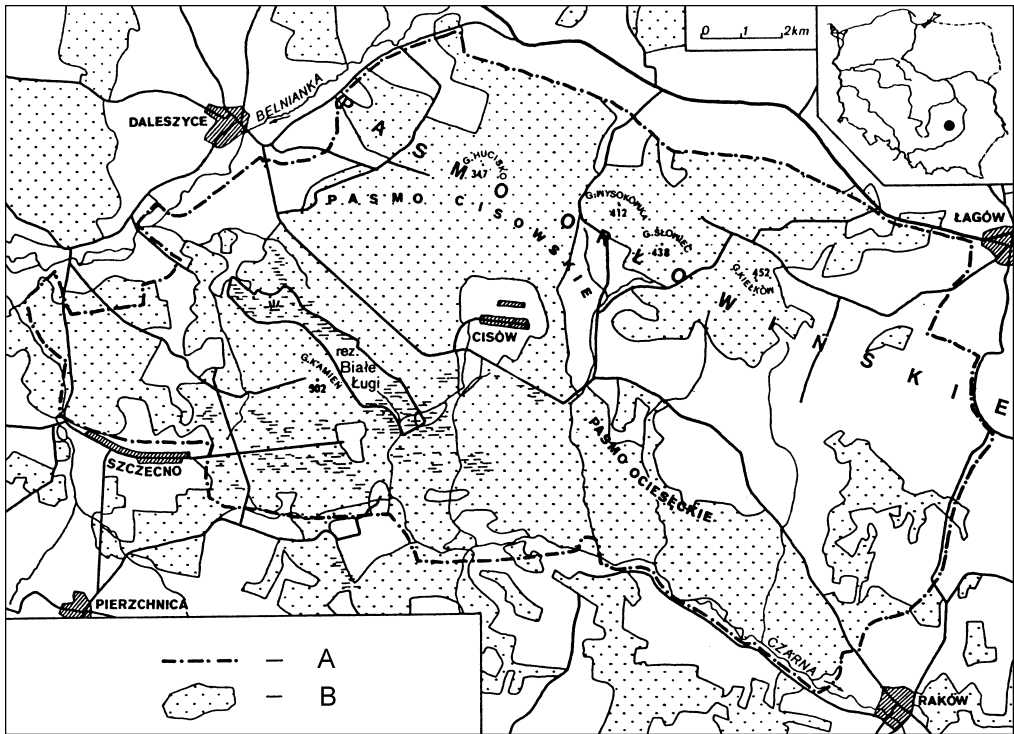 0 1 2km
DALESZYCE
BELNIANKA
PASMO ORŁOWIŃSKIE
G. HUCISKO
347
PASMO CISOWSKIE
G. WYSOKÓWKA
412
G. SŁOWIEC
438
452
G. KIEŁKÓW
ŁAGÓW
CISÓW
rez.
Białe
Ługi
G. KAMIEŃ
302
PASMO OCIESĘCKIE
SZCZECNO
PIERZCHNICA
CZARNA
RAKÓW
– A
– B